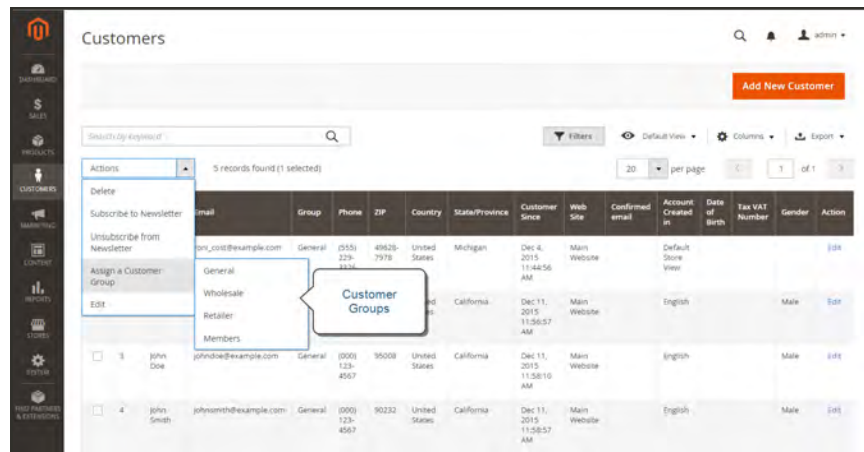 Customers
admin
DASHBOARD
SALES
PRODUCTS
CUSTOMERS
MARKETING
CONTENT
REPORTS
STORES
SYSTEM
FIND PARTNERS
& EXTENSIONS
Add New Customer
Search by keyword
Filters
Default View
Columns
Export
Actions
5 records found (1 selected)
20
per page
1
of 1
Delete
Subscribe to Newsletter
Unsubscribe from
Newsletter
Assign a Customer
Group
Edit
General
Wholesale
Retailer
Members
Customer
Groups
Email
Group
Phone
ZIP
Country
State/Province
Customer
Since
Web
Site
Confirmed
email
Account
Created
in
Date
of
Birth
Tax VAT
Number
Gender
Action
roni_cost@example.com
General
(555)
229-
3326
49628-
7978
United
States
Michigan
Dec 4,
2015
11:44:56
AM
Main
Website
Default
Store
View
Edit
California
Dec 11,
2015
11:56:57
AM
Main
Website
English
Male
Edit
3
John
Doe
johndoe@example.com
General
(000)
123-
4567
95008
United
States
California
Dec 11,
2015
11:58:10
AM
Main
Website
English
Male
Edit
4
John
Smith
johnsmith@example.com
General
(000)
123-
4567
90232
United
States
California
Dec 11,
2015
11:58:57
AM
Main
Website
English
Male
Edit